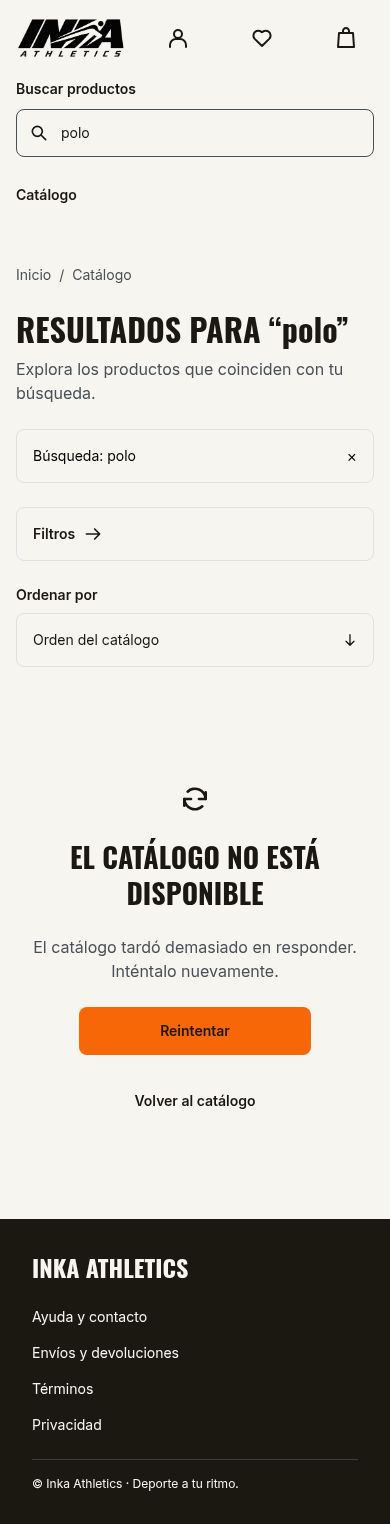 INKA
ATHLETICS
Buscar productos
polo
Catálogo
Inicio / Catálogo
RESULTADOS PARA “polo”
Explora los productos que coinciden con tu
búsqueda.
Búsqueda: polo ×
Filtros →
Ordenar por
Orden del catálogo ↓
EL CATÁLOGO NO ESTÁ
DISPONIBLE
El catálogo tardó demasiado en responder.
Inténtalo nuevamente.
Reintentar
Volver al catálogo
INKA ATHLETICS
Ayuda y contacto
Envíos y devoluciones
Términos
Privacidad
© Inka Athletics · Deporte a tu ritmo.